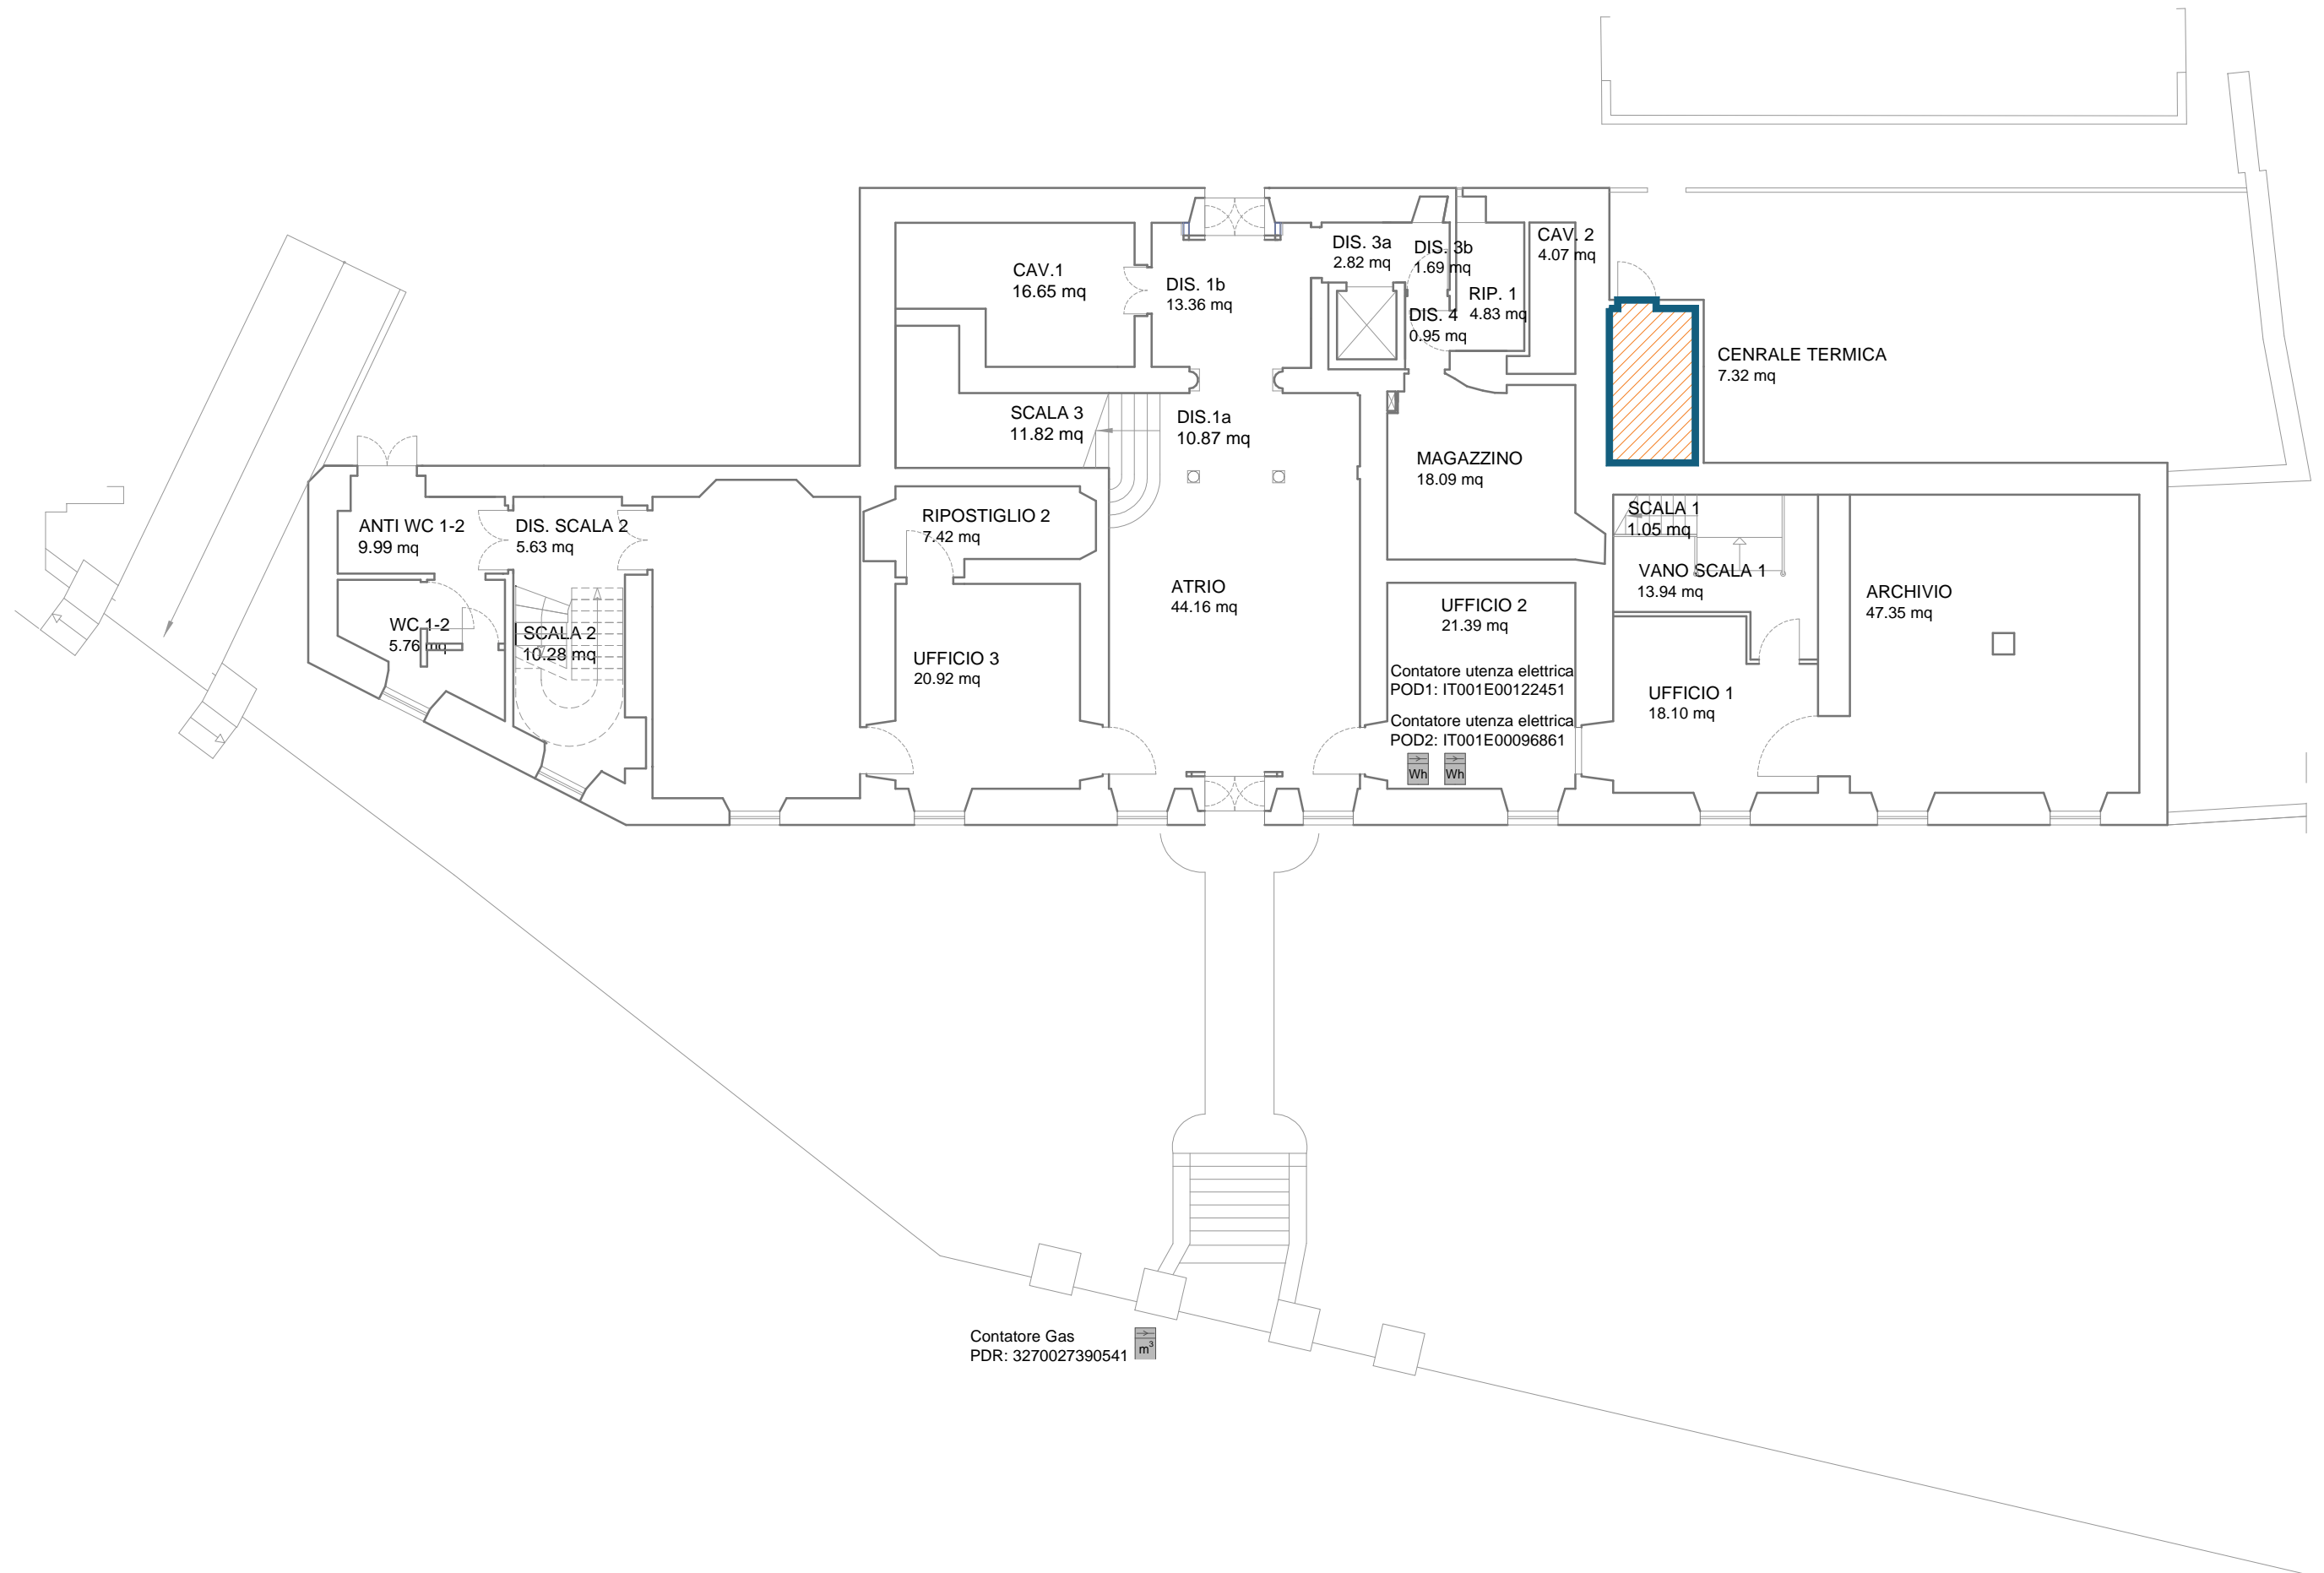 CAV.1
16.65 mq
DIS. 1b
13.36 mq
DIS. 3a
2.82 mq
DIS. 3b
1.69 mq
CAV. 2
4.07 mq
RIP. 1
4.83 mq
DIS. 4
0.95 mq
CENRALE TERMICA
7.32 mq
SCALA 3
11.82 mq
DIS.1a
10.87 mq
MAGAZZINO
18.09 mq
ANTI WC 1-2
9.99 mq
DIS. SCALA 2
5.63 mq
RIPOSTIGLIO 2
7.42 mq
SCALA 1
1.05 mq
VANO SCALA 1
13.94 mq
ARCHIVIO
47.35 mq
ATRIO
44.16 mq
UFFICIO 2
21.39 mq
WC 1-2
5.76 mq
SCALA 2
10.28 mq
UFFICIO 3
20.92 mq
Contatore utenza elettrica
POD1: IT001E00122451
Contatore utenza elettrica
POD2: IT001E00096861
Wh
Wh
UFFICIO 1
18.10 mq
Contatore Gas
PDR: 3270027390541
m³